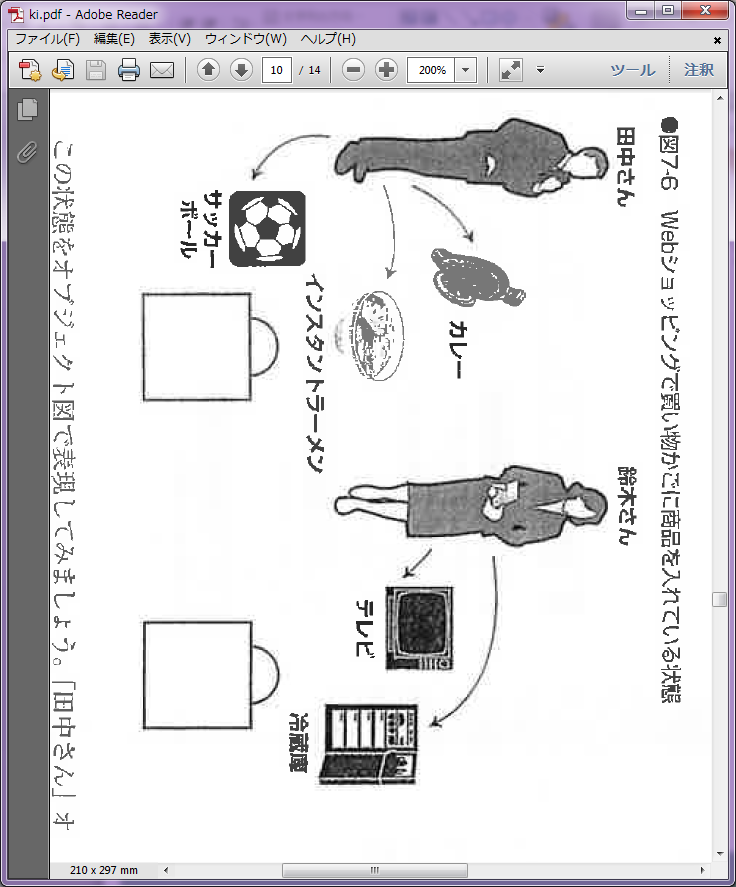 ki.pdf - Adobe Reader
ファイル(F) 編集(E) 表示(V) ウィンドウ(W) ヘルプ(H)
10 / 14 200% ツール 注釈
●図7-6 Webショッピングで買い物かごに商品を入れている状態
田中さん
カレー
インスタントラーメン
サッカー
ボール
鈴木さん
テレビ
冷蔵庫
この状態をオブジェクト図で表現してみましょう。「田中さん」オ
210 x 297 mm